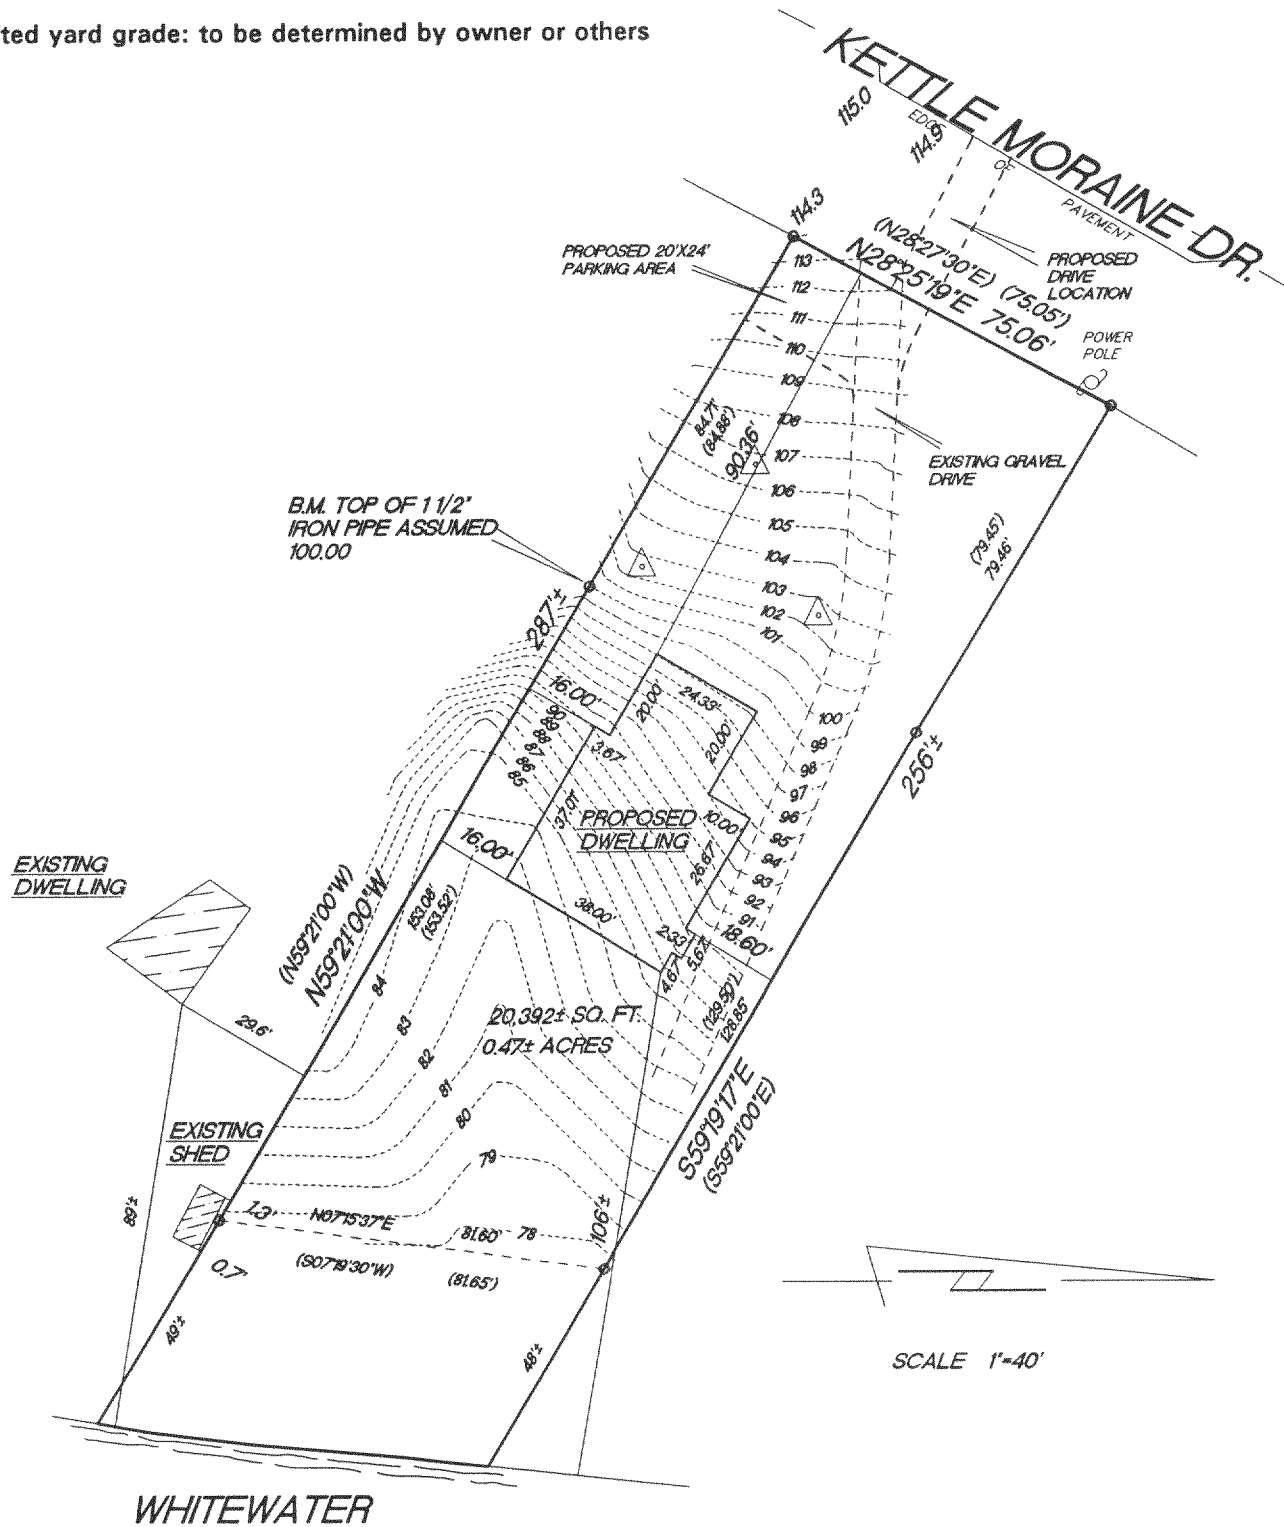 ted yard grade: to be determined by owner or others
KETTLE MORAINE DR.
115.0
EDGE
114.9
OF
PAVEMENT
114.3
(N28°27'30"E) (75.05')
N28°25'19"E 75.06'
PROPOSED 20'X24'
PARKING AREA
PROPOSED
DRIVE
LOCATION
POWER
POLE
113
112
111
110
109
108
107
106
105
104
103
102
101
84.71'
(84.88')
90.36'
EXISTING GRAVEL
DRIVE
B.M. TOP OF 1 1/2"
IRON PIPE ASSUMED
100.00
(79.45')
79.46'
287'±
16.00'
20.00'
24.33'
20.00'
3.67'
37.01'
10.00'
26.67'
PROPOSED
DWELLING
100
99
98
97
96
95
94
93
92
91
88
87
86
85
256'±
16.00'
38.00'
2.33'
4.67'
5.67'
18.60'
EXISTING
DWELLING
(N59°21'00"W)
N59°21'00"W
153.08'
(153.52')
29.6'
20,392± SQ. FT.
0.47± ACRES
(129.50')
128.85'
S59°19'17"E
(S59°21'00"E)
84
83
82
81
80
79
78
EXISTING
SHED
89'±
1.3'
N07°15'37"E
81.60'
(S07°19'30"W)
(81.65')
106'±
0.7'
49'±
48'±
SCALE 1"=40'
WHITEWATER